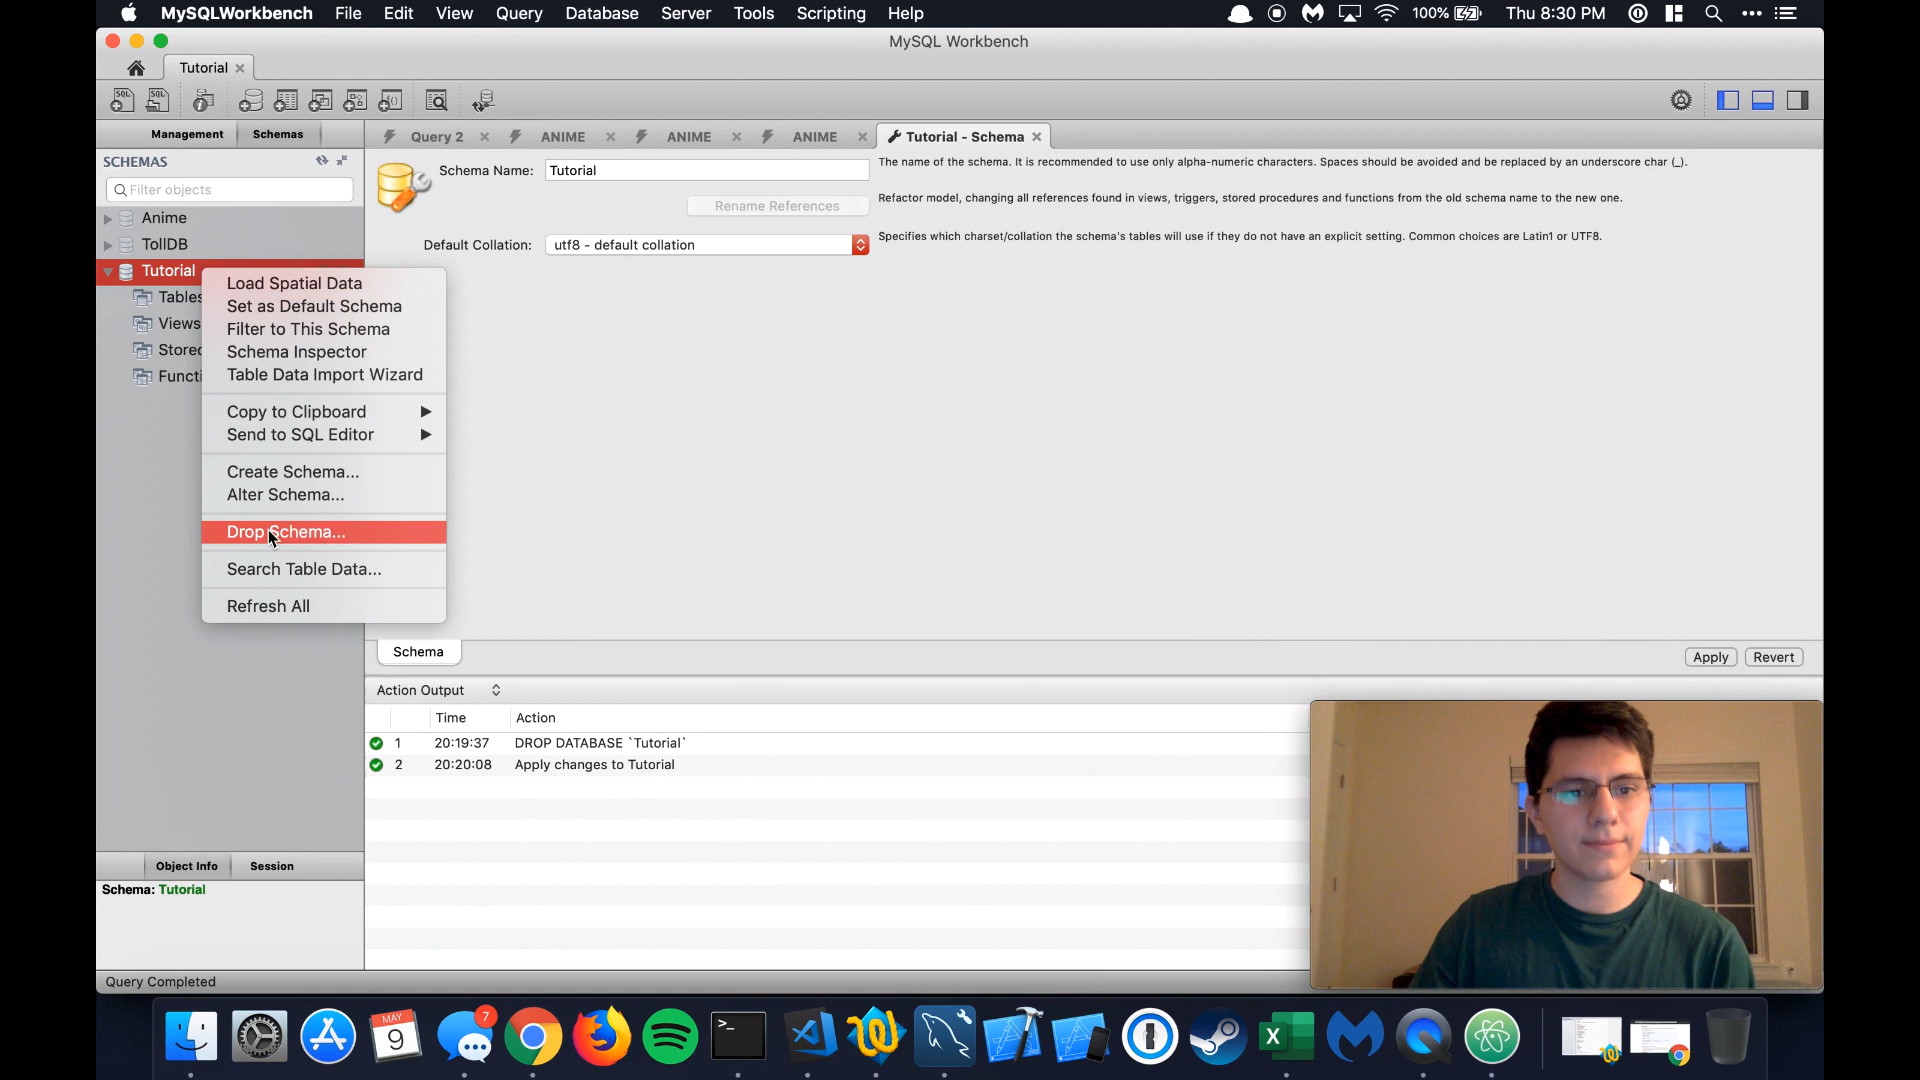 MySQLWorkbench File Edit View Query Database Server Tools Scripting Help 100% Thu 8:30 PM
MySQL Workbench
Tutorial
SQL SQL
Management Schemas
Query 2 ANIME ANIME ANIME Tutorial - Schema
SCHEMAS
Filter objects
Anime
TollDB
Tutorial
Tables
Views
Stored
Functi
Schema Name: Tutorial
The name of the schema. It is recommended to use only alpha-numeric characters. Spaces should be avoided and be replaced by an underscore char (_).
Rename References
Refactor model, changing all references found in views, triggers, stored procedures and functions from the old schema name to the new one.
Default Collation: utf8 - default collation
Specifies which charset/collation the schema's tables will use if they do not have an explicit setting. Common choices are Latin1 or UTF8.
Load Spatial Data
Set as Default Schema
Filter to This Schema
Schema Inspector
Table Data Import Wizard
Copy to Clipboard
Send to SQL Editor
Create Schema...
Alter Schema...
Drop Schema...
Search Table Data...
Refresh All
Schema
Apply Revert
Action Output
Time Action
1 20:19:37 DROP DATABASE `Tutorial`
2 20:20:08 Apply changes to Tutorial
Object Info Session
Schema: Tutorial
Query Completed
MAY
9
7